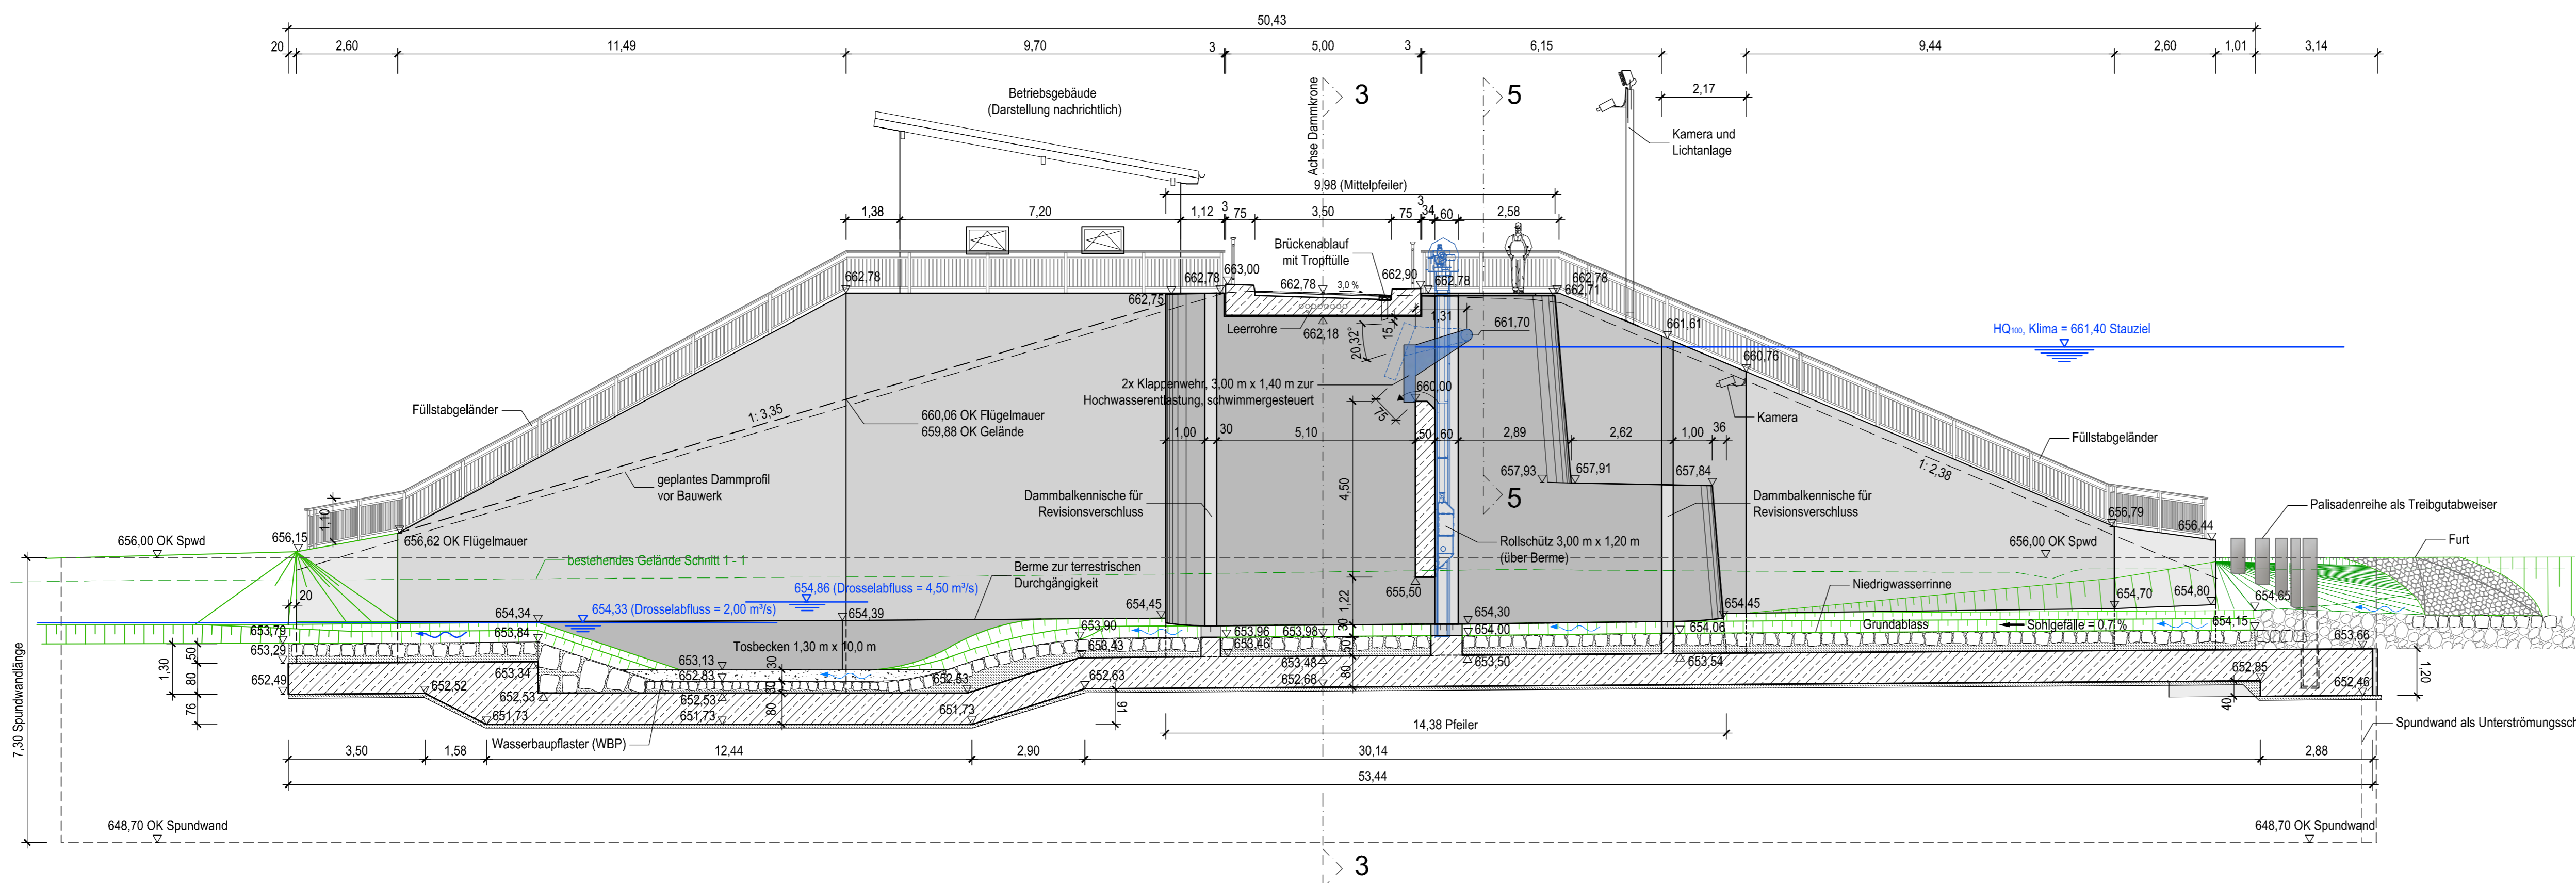 50,43
20 2,60 11,49 9,70 3 5,00 3 6,15 9,44 2,60 1,01 3,14
2,17
Betriebsgebäude
(Darstellung nachrichtlich)
Achse Dammkrone
3
5
Kamera und
Lichtanlage
9,98 (Mittelpfeiler)
1,38 7,20 1,12 3 75 3,50 75 3 34 60 2,58
Brückenablauf
mit Tropftülle
662,78 662,78 663,00 662,78 3,0 % 662,90 662,78 662,78
662,75 662,71
Leerrohre
662,18
1,31
15
20,32°
661,70
661,61
HQ100, Klima = 661,40 Stauziel
660,76
2x Klappenwehr, 3,00 m x 1,40 m zur
Hochwasserentlastung, schwimmergesteuert
660,00
75
Kamera
Füllstabgeländer
1: 3,35
660,06 OK Flügelmauer
659,88 OK Gelände
1,00 30 5,10 50 60 2,89 2,62 1,00 36
Füllstabgeländer
1: 2,38
geplantes Dammprofil
vor Bauwerk
657,93 657,91 657,84
4,50
5
Dammbalkennische für
Revisionsverschluss
Dammbalkennische für
Revisionsverschluss
Palisadenreihe als Treibgutabweiser
1,10
656,00 OK Spwd
656,15
656,62 OK Flügelmauer
656,79
656,44
Rollschütz 3,00 m x 1,20 m
(über Berme)
656,00 OK Spwd
Furt
bestehendes Gelände Schnitt 1 - 1
Berme zur terrestrischen
Durchgängigkeit
654,86 (Drosselabfluss = 4,50 m³/s)
655,50
1,22
Niedrigwasserrinne
20
654,33 (Drosselabfluss = 2,00 m³/s)
654,34 654,39 654,45 654,30 654,45 654,70 654,80 654,65
653,79 653,84 653,90 653,96 653,98 30 654,00 654,06 Grundablass Sohlgefälle = 0,7 % 654,15
Tosbecken 1,30 m x 10,0 m
653,29 50 1,30 653,43 653,46 50 653,66
653,34 653,13 30 653,48 653,50 653,54
652,49 80 652,52 652,83 652,53 652,63 652,68 80 652,85 1,20
652,53 652,53 30 652,46
76 651,73 651,73 80 651,73 91 40
14,38 Pfeiler
Spundwand als Unterströmungssch
Wasserbaupflaster (WBP)
3,50 1,58 12,44 2,90 30,14 2,88
53,44
7,30 Spundwandlänge
648,70 OK Spundwand
648,70 OK Spundwand
3